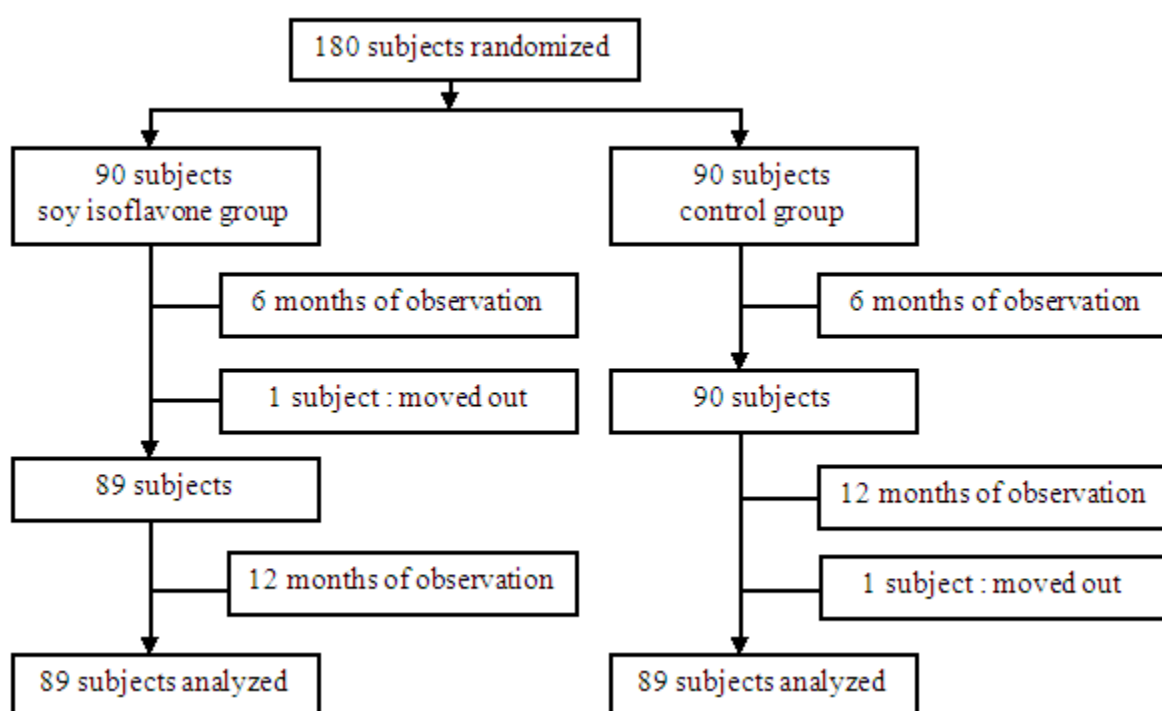 180 subjects randomized
90 subjects
soy isoflavone group
90 subjects
control group
6 months of observation
6 months of observation
1 subject : moved out
90 subjects
89 subjects
12 months of observation
12 months of observation
1 subject : moved out
89 subjects analyzed
89 subjects analyzed